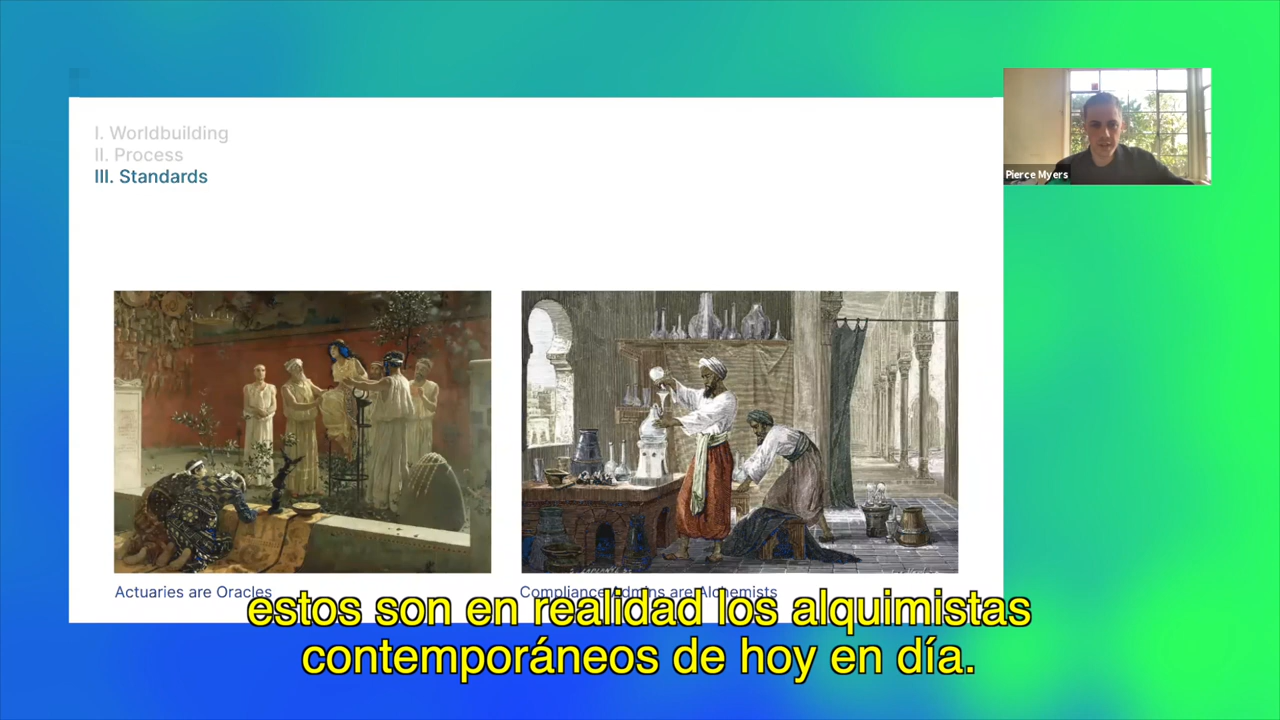 I. Worldbuilding
II. Process
III. Standards
Pierce Myers
Actuaries are Oracles
Compliance Admins are Alchemists
estos son en realidad los alquimistas
contemporáneos de hoy en día.